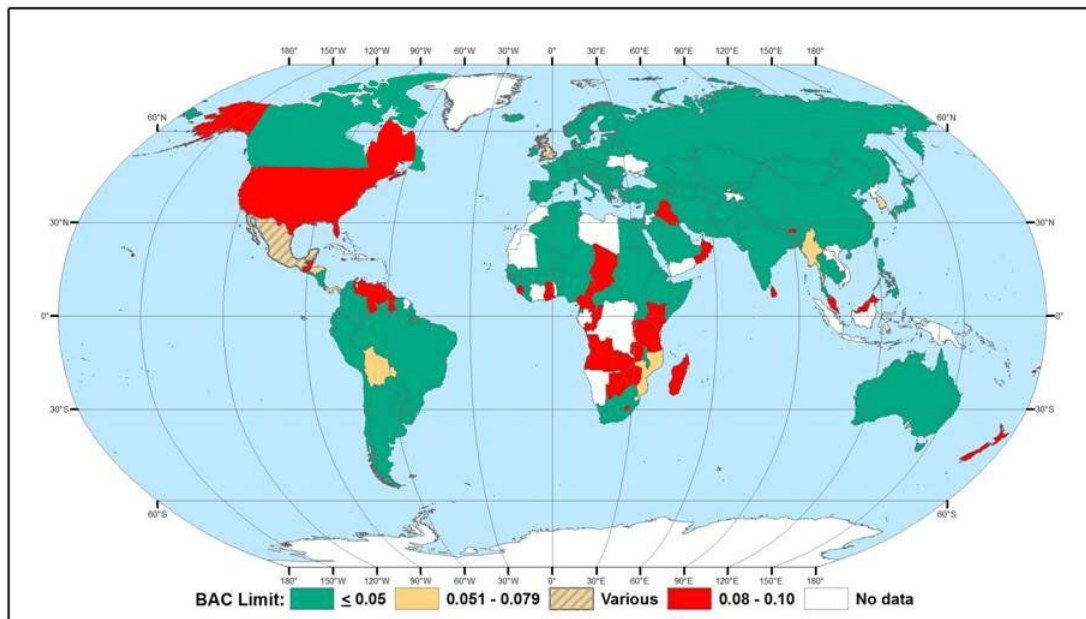 180° 150°W 120°W 90°W 60°W 30°W 0° 30°E 60°E 90°E 120°E 150°E 180°
60°N 60°N
30°N 30°N
0° 0°
30°S 30°S
60°S 60°S
180° 150°W 120°W 90°W 60°W 30°W 0° 30°E 60°E 90°E 120°E 150°E 180°
BAC Limit: ≤ 0.05 0.051 - 0.079 Various 0.08 - 0.10 No data